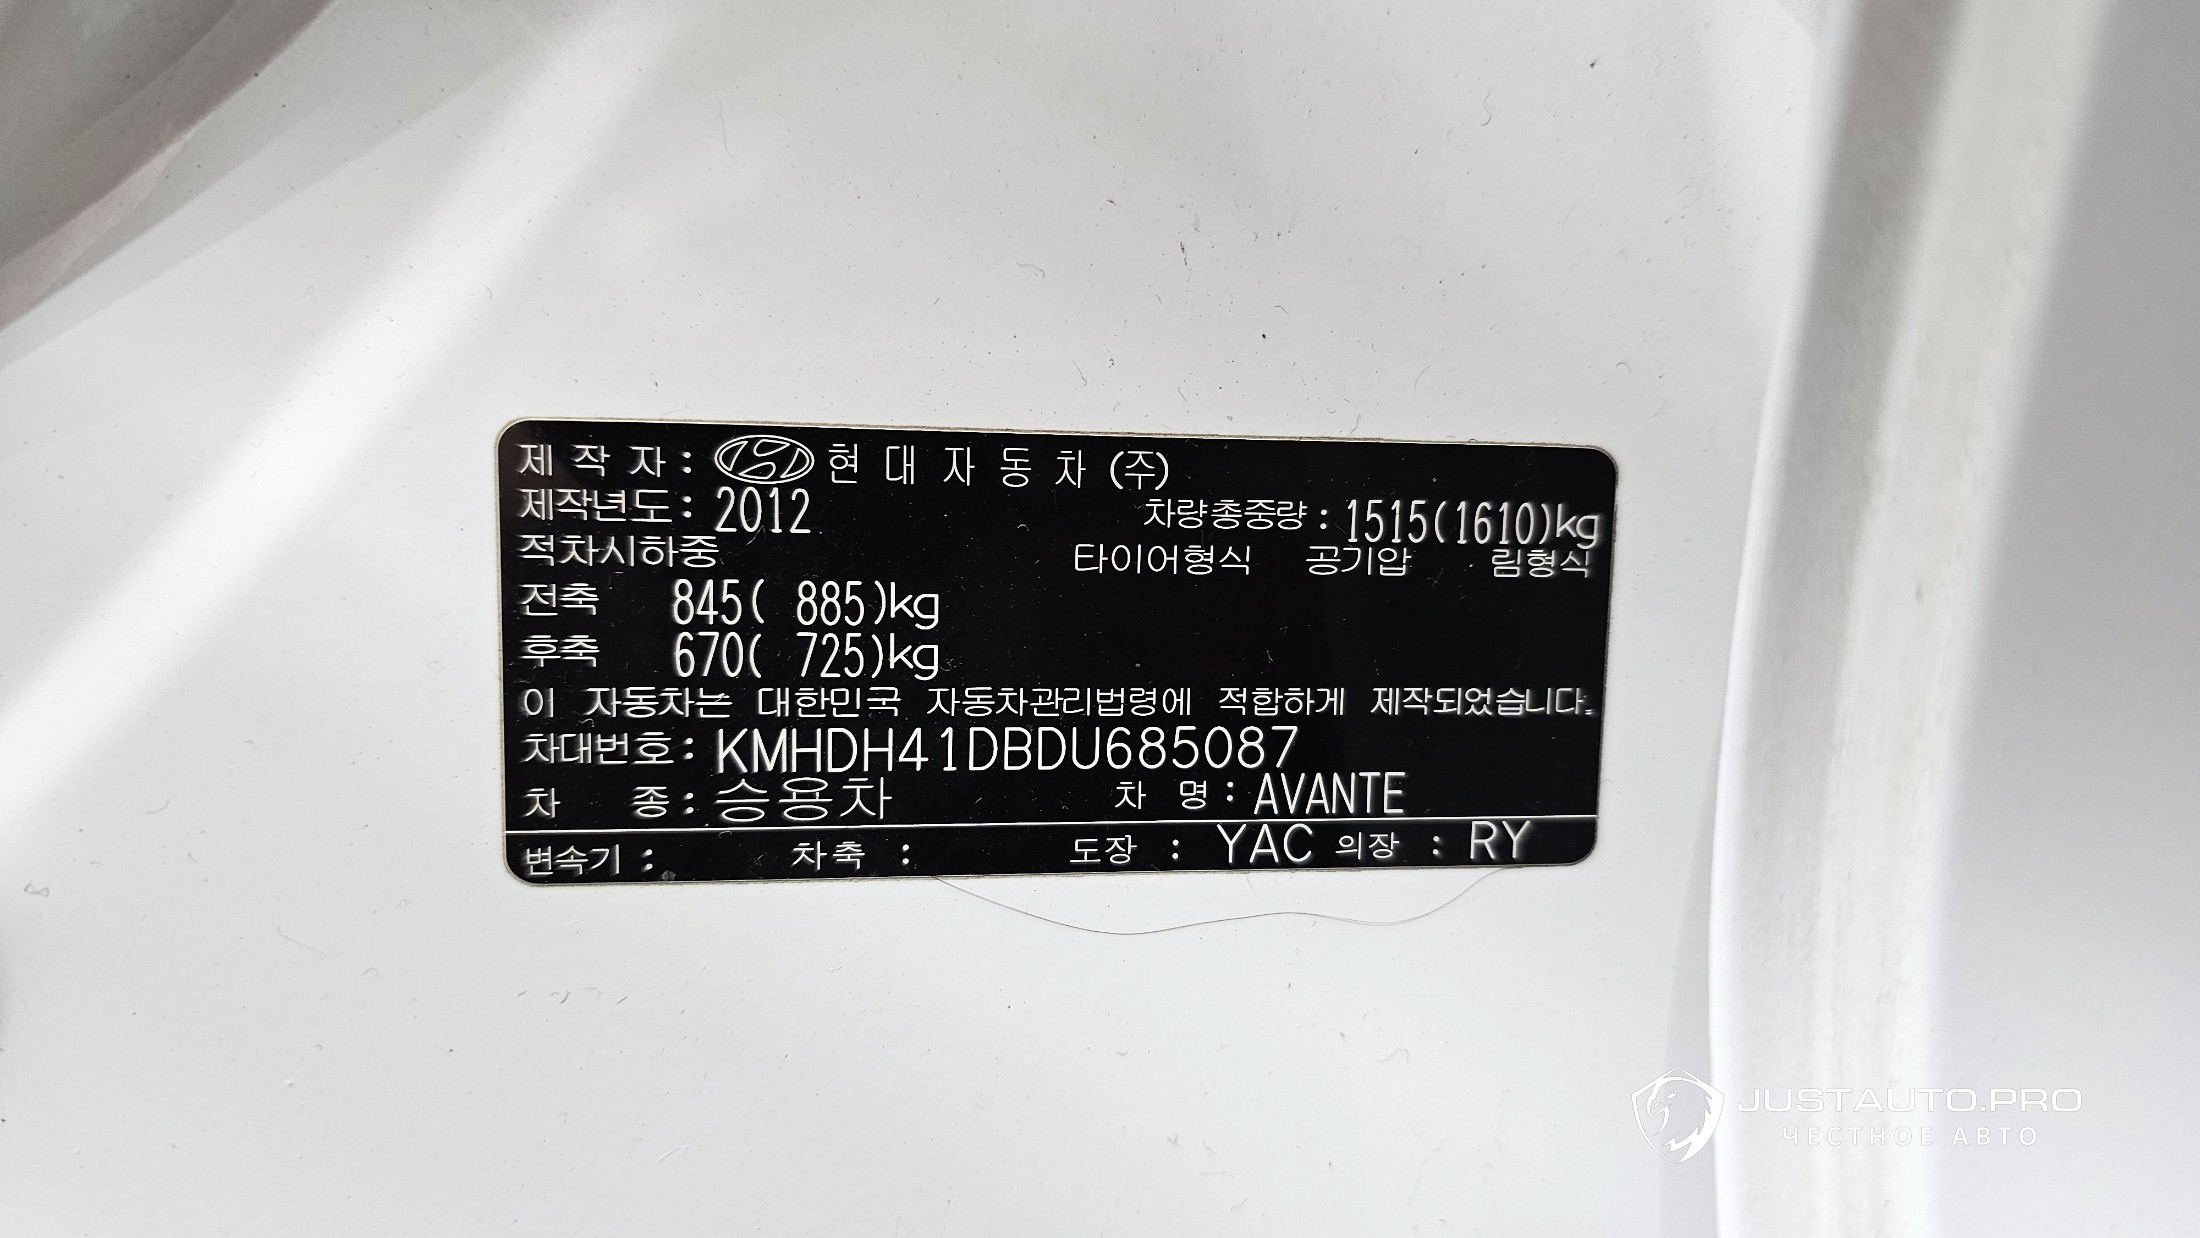 제 작 자 : 현 대 자 동 차 (주)
제작년도 : 2012 차량총중량 : 1515(1610)kg
적차시하중 타이어형식 공기압 림형식
전축 845( 885)kg
후축 670( 725)kg
이 자동차는 대한민국 자동차관리법령에 적합하게 제작되었습니다.
차대번호 : KMHDH41DBDU685087
차 종 : 승용차 차 명 : AVANTE
변속기 : 차축 : 도장 : YAC 의장 : RY
JUSTAUTO.PRO
ЧЕСТНОЕ АВТО